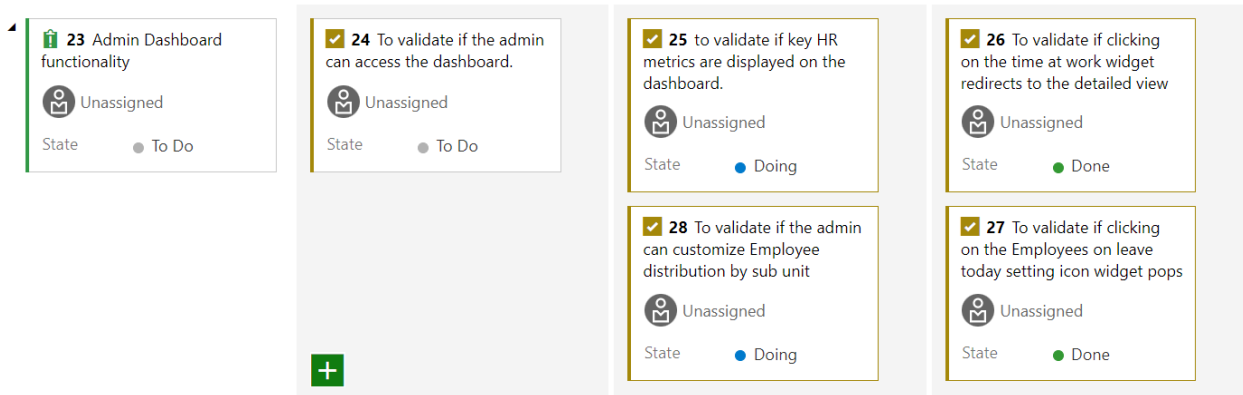 23 Admin Dashboard
functionality
Unassigned
State To Do
24 To validate if the admin
can access the dashboard.
Unassigned
State To Do
25 to validate if key HR
metrics are displayed on the
dashboard.
Unassigned
State Doing
28 To validate if the admin
can customize Employee
distribution by sub unit
Unassigned
State Doing
26 To validate if clicking
on the time at work widget
redirects to the detailed view
Unassigned
State Done
27 To validate if clicking
on the Employees on leave
today setting icon widget pops
Unassigned
State Done